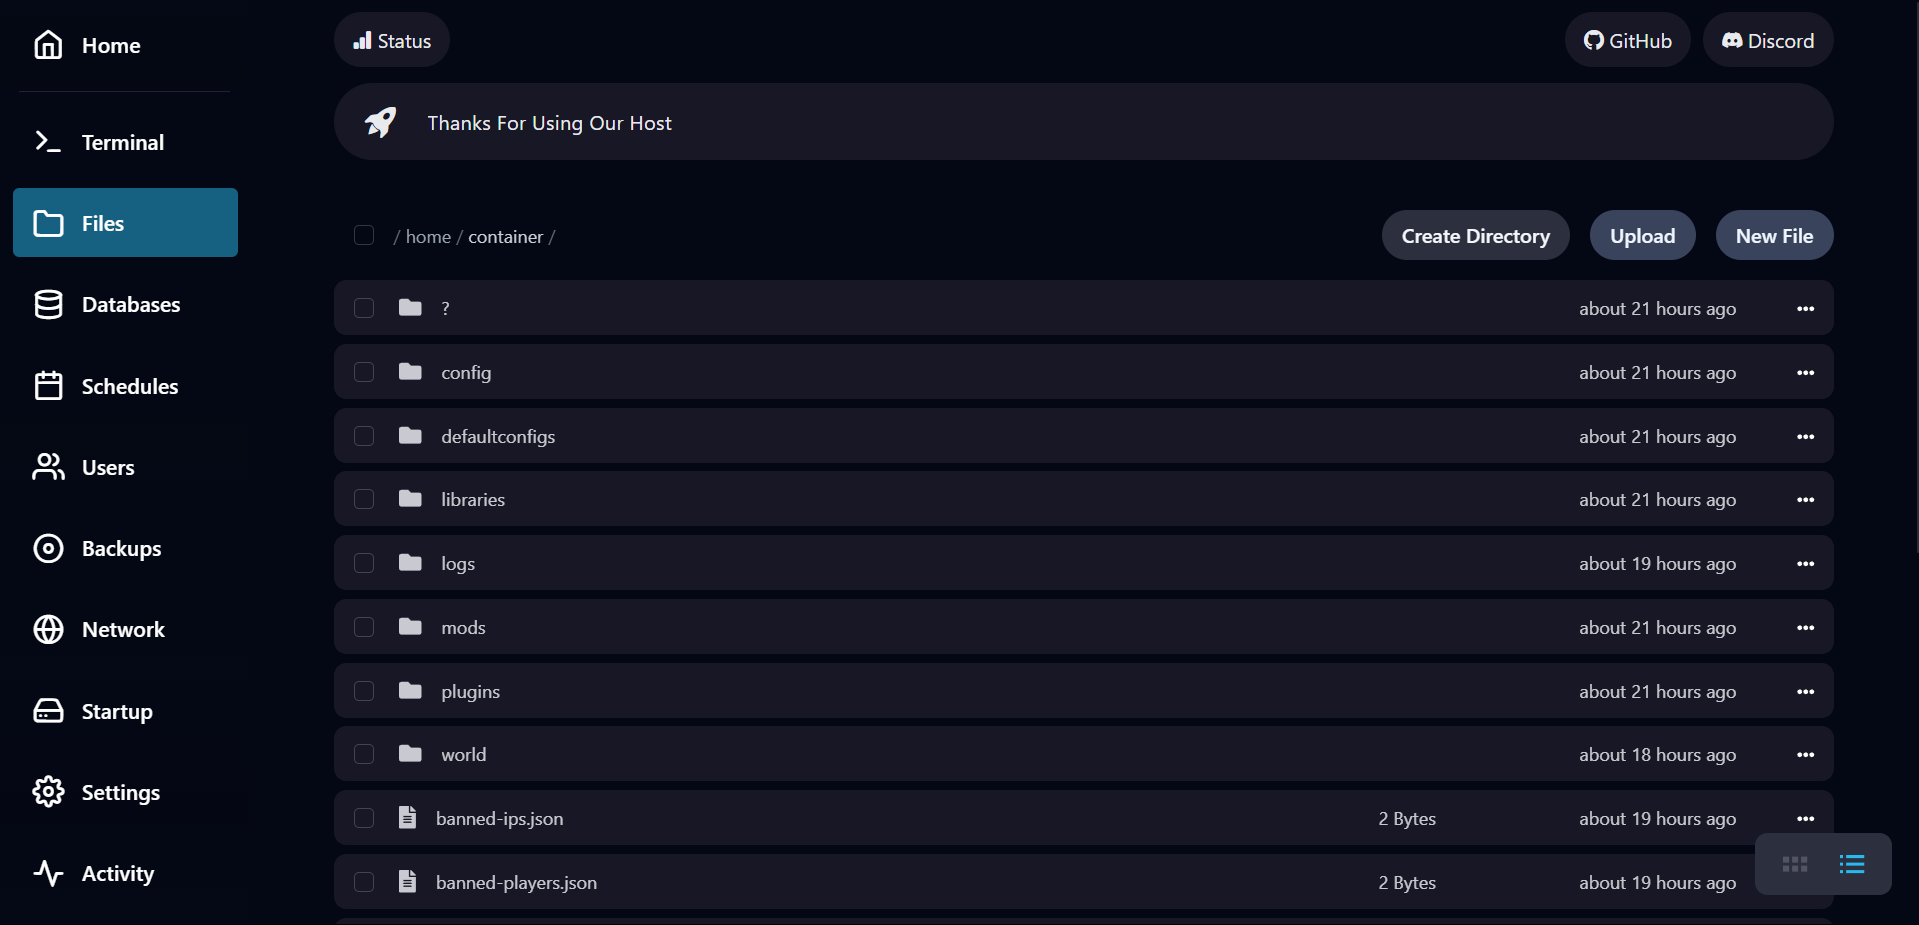 Home
Terminal
Files
Databases
Schedules
Users
Backups
Network
Startup
Settings
Activity
Status
GitHub
Discord
Thanks For Using Our Host
/ home / container /
Create Directory
Upload
New File
? about 21 hours ago
config about 21 hours ago
defaultconfigs about 21 hours ago
libraries about 21 hours ago
logs about 19 hours ago
mods about 21 hours ago
plugins about 21 hours ago
world about 18 hours ago
banned-ips.json 2 Bytes about 19 hours ago
banned-players.json 2 Bytes about 19 hours ago